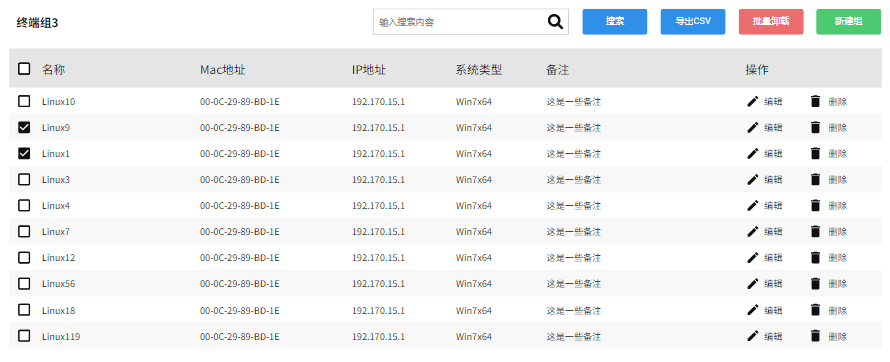 终端组3 输入搜索内容 搜索 导出CSV 批量卸载 新建组
名称 Mac地址 IP地址 系统类型 备注 操作
Linux10 00-0C-29-89-BD-1E 192.170.15.1 Win7x64 这是一些备注 编辑 删除
Linux9 00-0C-29-89-BD-1E 192.170.15.1 Win7x64 这是一些备注 编辑 删除
Linux1 00-0C-29-89-BD-1E 192.170.15.1 Win7x64 这是一些备注 编辑 删除
Linux3 00-0C-29-89-BD-1E 192.170.15.1 Win7x64 这是一些备注 编辑 删除
Linux4 00-0C-29-89-BD-1E 192.170.15.1 Win7x64 这是一些备注 编辑 删除
Linux7 00-0C-29-89-BD-1E 192.170.15.1 Win7x64 这是一些备注 编辑 删除
Linux12 00-0C-29-89-BD-1E 192.170.15.1 Win7x64 这是一些备注 编辑 删除
Linux56 00-0C-29-89-BD-1E 192.170.15.1 Win7x64 这是一些备注 编辑 删除
Linux18 00-0C-29-89-BD-1E 192.170.15.1 Win7x64 这是一些备注 编辑 删除
Linux119 00-0C-29-89-BD-1E 192.170.15.1 Win7x64 这是一些备注 编辑 删除